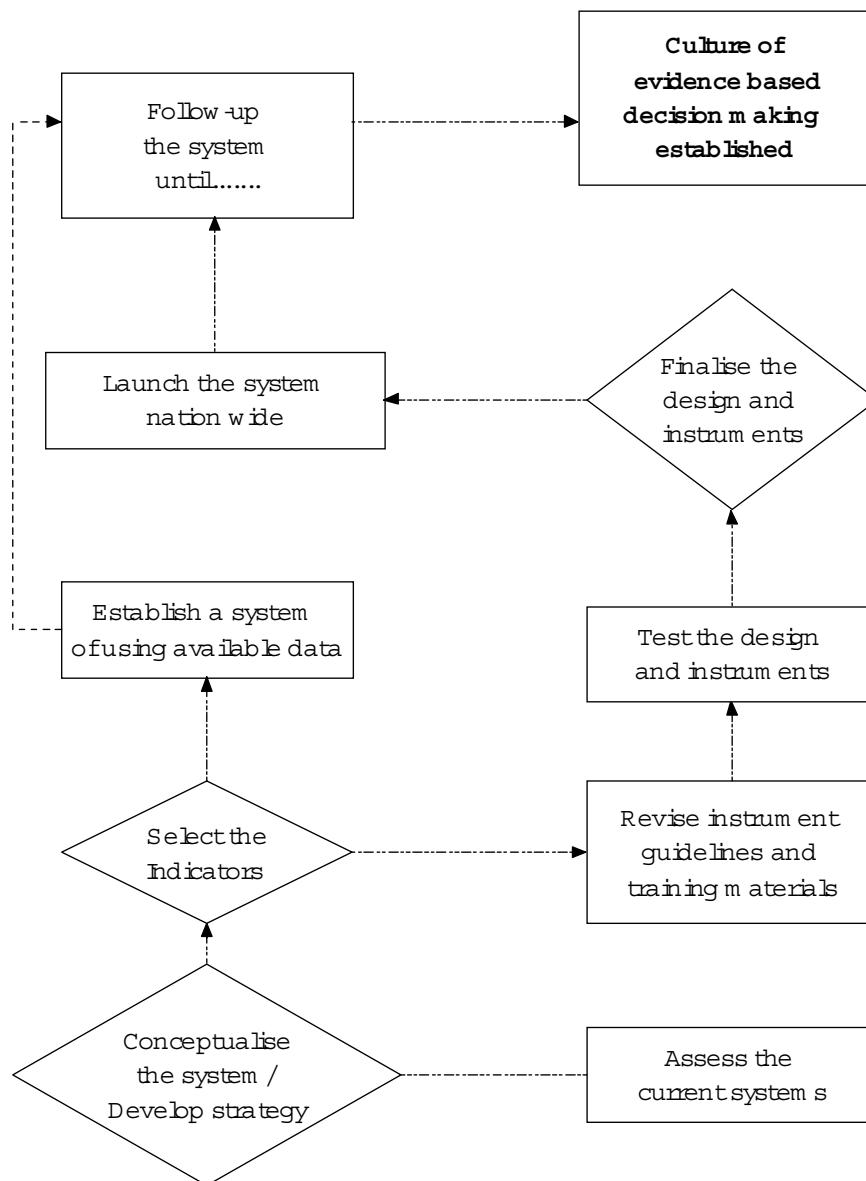 Culture of
evidence based
decision making
established
Follow-up
the system
until.......
Finalise the
design and
instruments
Launch the system
nation wide
Establish a system
of using available data
Test the design
and instruments
Select the
Indicators
Revise instrument
guidelines and
training materials
Conceptualise
the system /
Develop strategy
Assess the
current systems